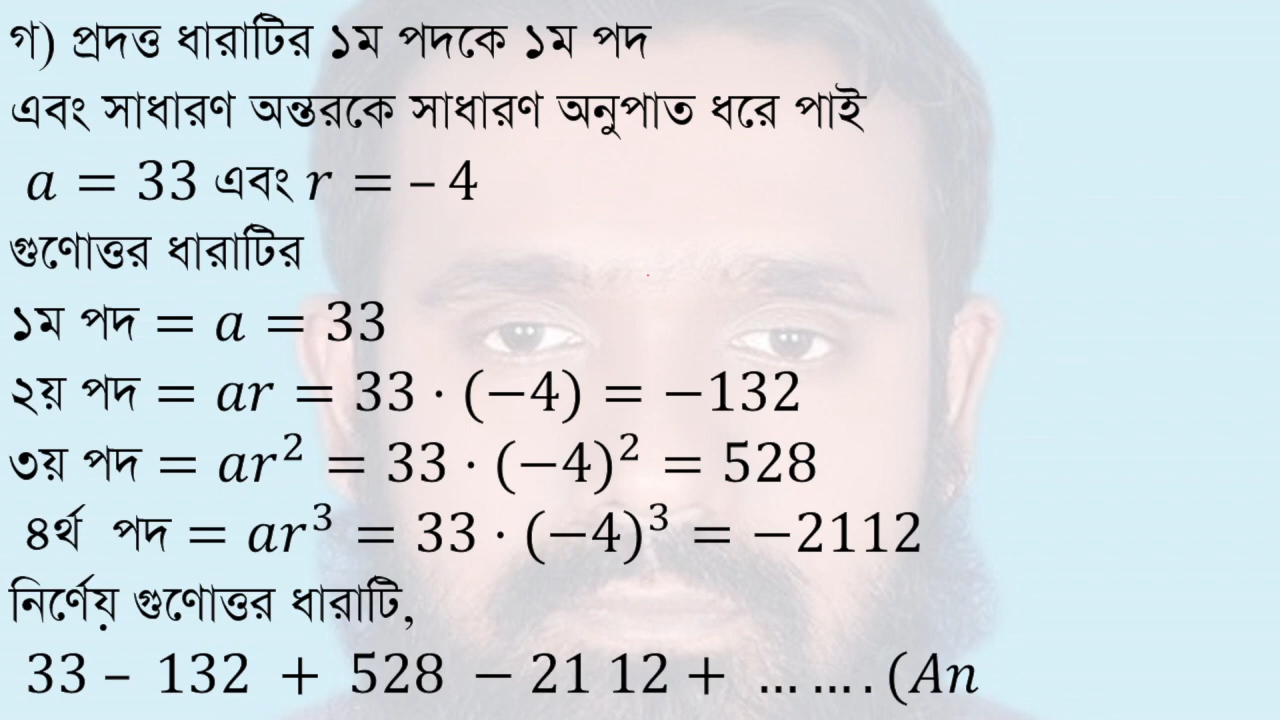 গ) প্রদত্ত ধারাটির ১ম পদকে ১ম পদ
এবং সাধারণ অন্তরকে সাধারণ অনুপাত ধরে পাই
a = 33 এবং r = – 4
গুণোত্তর ধারাটির
১ম পদ = a = 33
২য় পদ = ar = 33 · (−4) = −132
৩য় পদ = ar² = 33 · (−4)² = 528
৪র্থ পদ = ar³ = 33 · (−4)³ = −2112
নির্ণেয় গুণোত্তর ধারাটি,
33 – 132 + 528 − 21 12 + … … . (An